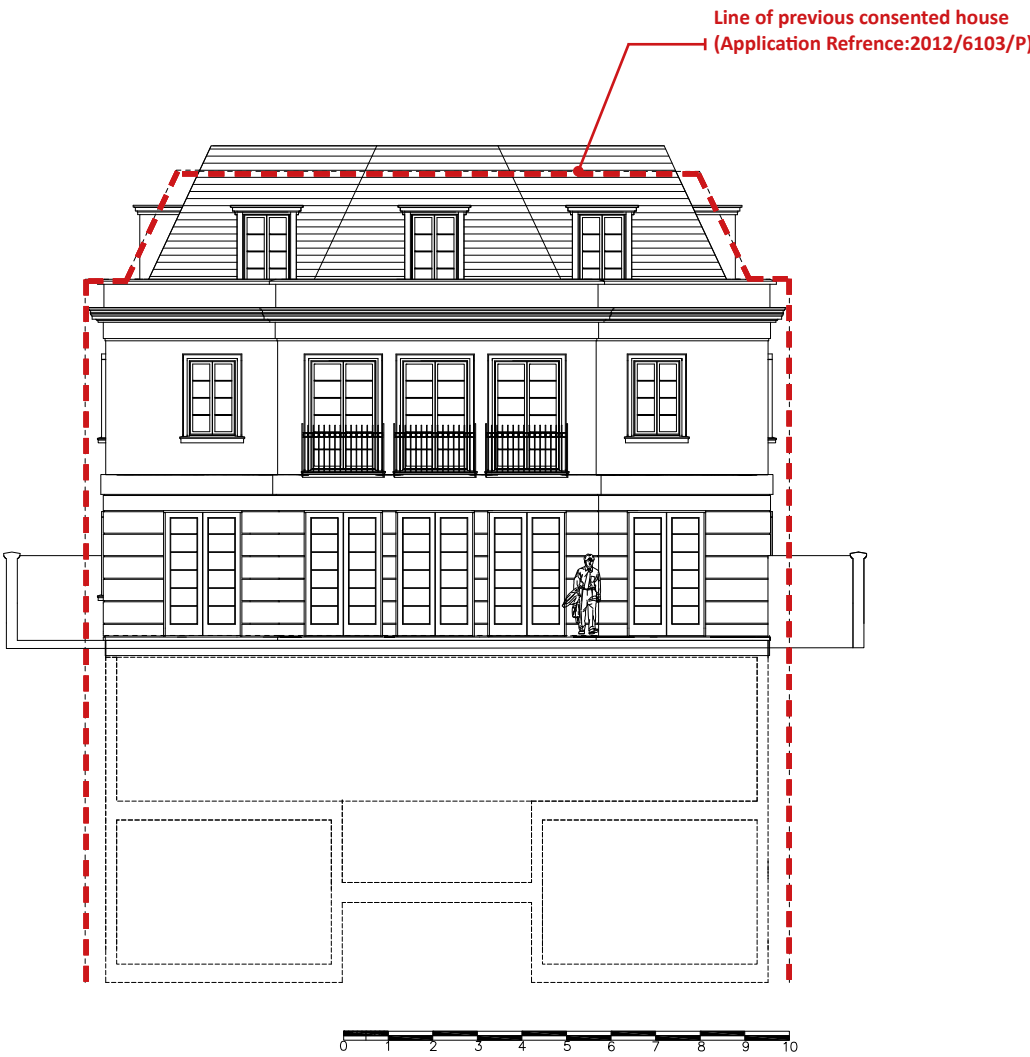 Line of previous consented house
(Application Refrence:2012/6103/P)
0 1 2 3 4 5 6 7 8 9 10